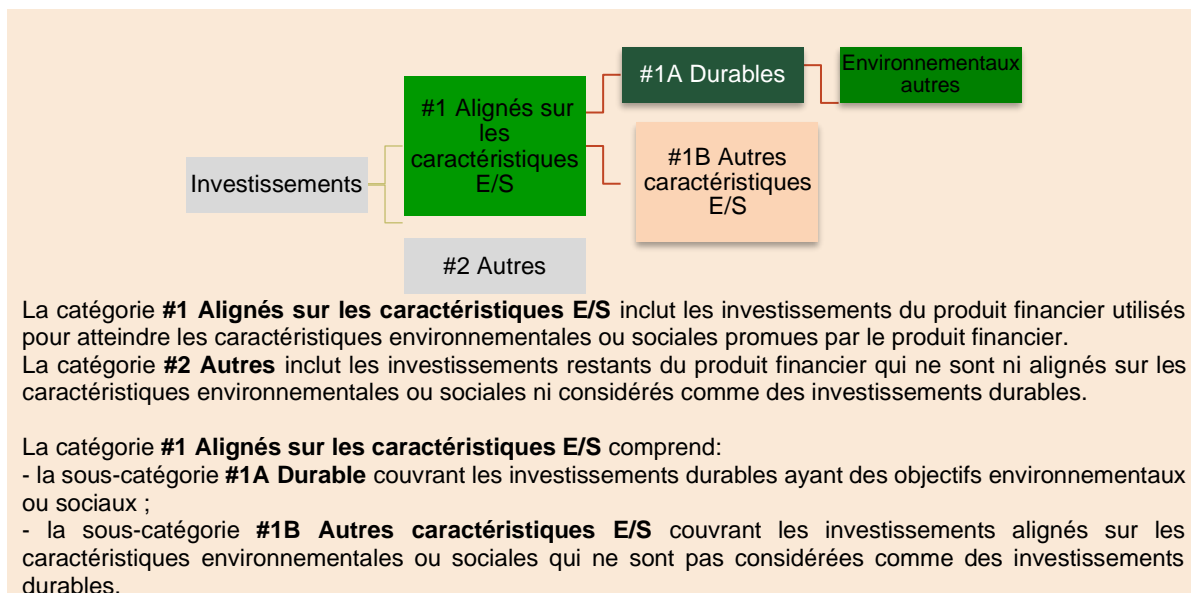 #1A Durables
Environnementaux
autres
#1 Alignés sur
les
caractéristiques
E/S
#1B Autres
caractéristiques
E/S
Investissements
#2 Autres
La catégorie #1 Alignés sur les caractéristiques E/S inclut les investissements du produit financier utilisés
pour atteindre les caractéristiques environnementales ou sociales promues par le produit financier.
La catégorie #2 Autres inclut les investissements restants du produit financier qui ne sont ni alignés sur les
caractéristiques environnementales ou sociales ni considérés comme des investissements durables.
La catégorie #1 Alignés sur les caractéristiques E/S comprend:
- la sous-catégorie #1A Durable couvrant les investissements durables ayant des objectifs environnementaux
ou sociaux ;
- la sous-catégorie #1B Autres caractéristiques E/S couvrant les investissements alignés sur les
caractéristiques environnementales ou sociales qui ne sont pas considérées comme des investissements
durables.